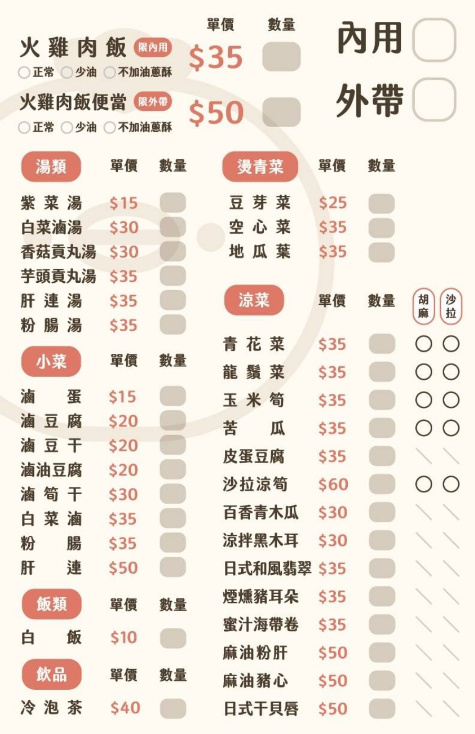 單價 數量
火雞肉飯 限內用 $35
正常 少油 不加油蔥酥
火雞肉飯便當 限外帶 $50
正常 少油 不加油蔥酥
內用
外帶
湯類 單價 數量
紫菜湯 $15
白菜滷湯 $30
香菇貢丸湯 $30
芋頭貢丸湯 $35
肝連湯 $35
粉腸湯 $35
小菜 單價 數量
滷蛋 $15
滷豆腐 $20
滷豆干 $20
滷油豆腐 $20
滷筍干 $30
白菜滷 $35
粉腸 $35
肝連 $50
飯類 單價 數量
白飯 $10
飲品 單價 數量
冷泡茶 $40
燙青菜 單價 數量
豆芽菜 $25
空心菜 $35
地瓜葉 $35
涼菜 單價 數量 胡麻 沙拉
青花菜 $35
龍鬚菜 $35
玉米筍 $35
苦瓜 $35
皮蛋豆腐 $35
沙拉涼筍 $60
百香青木瓜 $30
涼拌黑木耳 $30
日式和風翡翠 $35
煙燻豬耳朵 $35
蜜汁海帶卷 $35
麻油粉肝 $50
麻油豬心 $50
日式干貝唇 $50